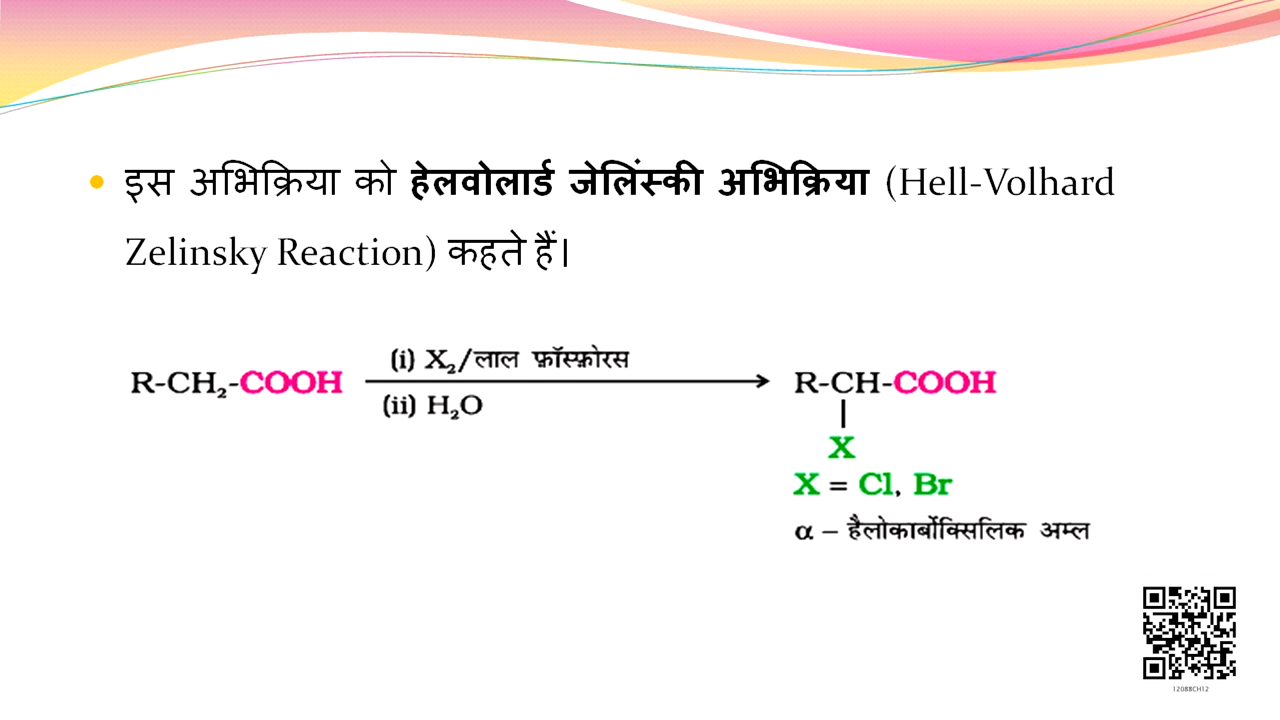 इस अभिक्रिया को हेलवोलार्ड जेलिंस्की अभिक्रिया (Hell-Volhard
Zelinsky Reaction) कहते हैं।
(i) X₂/लाल फ़ॉस्फ़ोरस
R-CH₂-COOH
R-CH-COOH
(ii) H₂O
|
X
X = Cl, Br
α – हैलोकार्बोक्सिलिक अम्ल
12088CH12